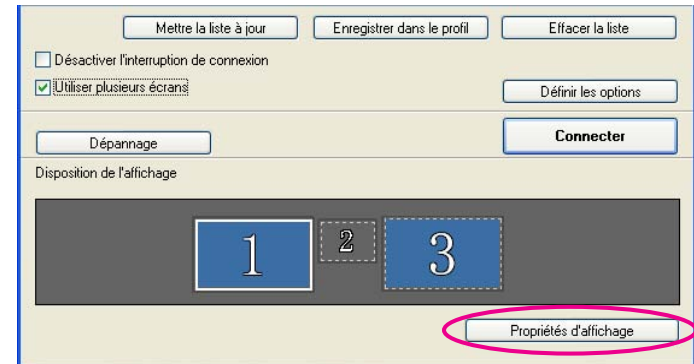 Mettre la liste à jour Enregistrer dans le profil Effacer la liste
Désactiver l'interruption de connexion
Utiliser plusieurs écrans Définir les options
Dépannage Connecter
Disposition de l'affichage
1 2 3
Propriétés d'affichage